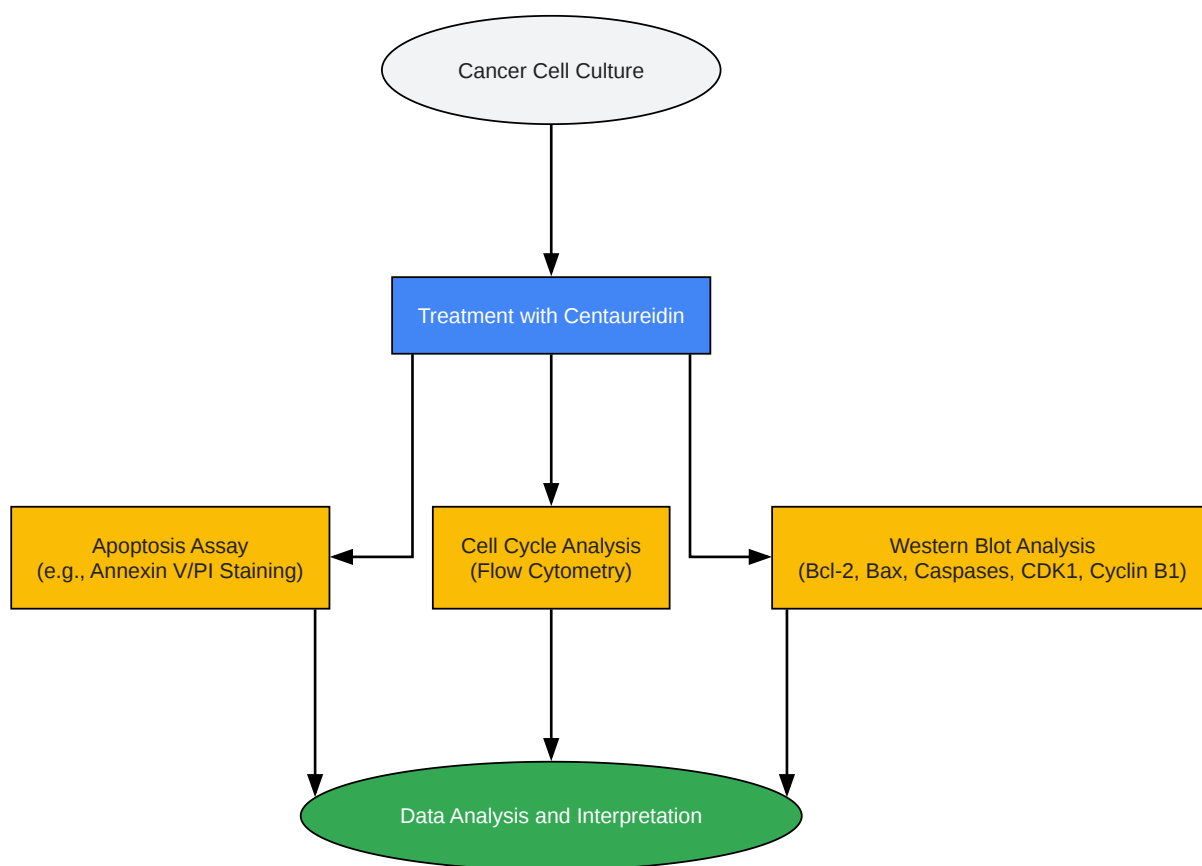 Cancer Cell Culture
Treatment with Centaureidin
Apoptosis Assay
(e.g., Annexin V/PI Staining)
Cell Cycle Analysis
(Flow Cytometry)
Western Blot Analysis
(Bcl-2, Bax, Caspases, CDK1, Cyclin B1)
Data Analysis and Interpretation